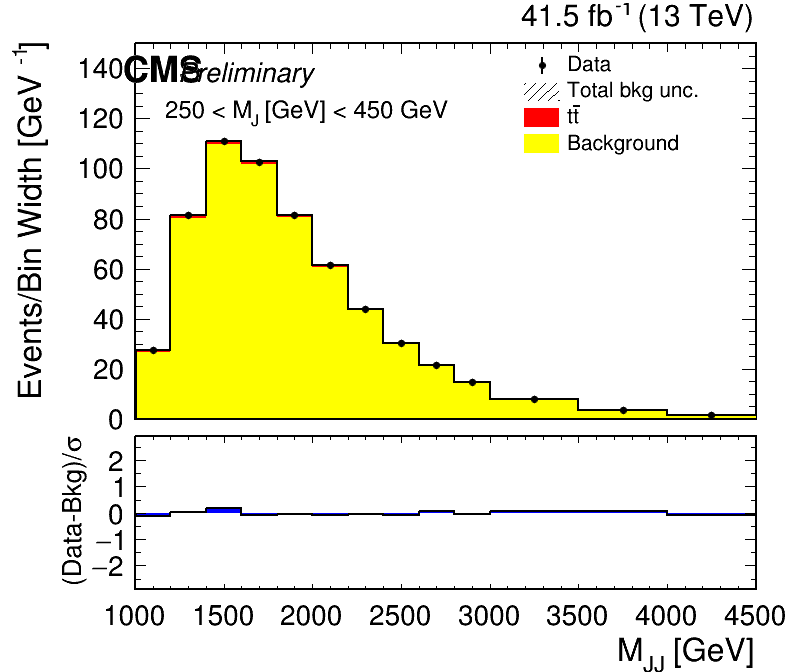 41.5 fb⁻¹ (13 TeV)
CMS Preliminary
250 < M_J [GeV] < 450 GeV
Data
Total bkg unc.
tt̄
Background
Events/Bin Width [GeV⁻¹]
140
120
100
80
60
40
20
0
(Data-Bkg)/σ
2
1
0
−1
−2
1000 1500 2000 2500 3000 3500 4000 4500
M_JJ [GeV]